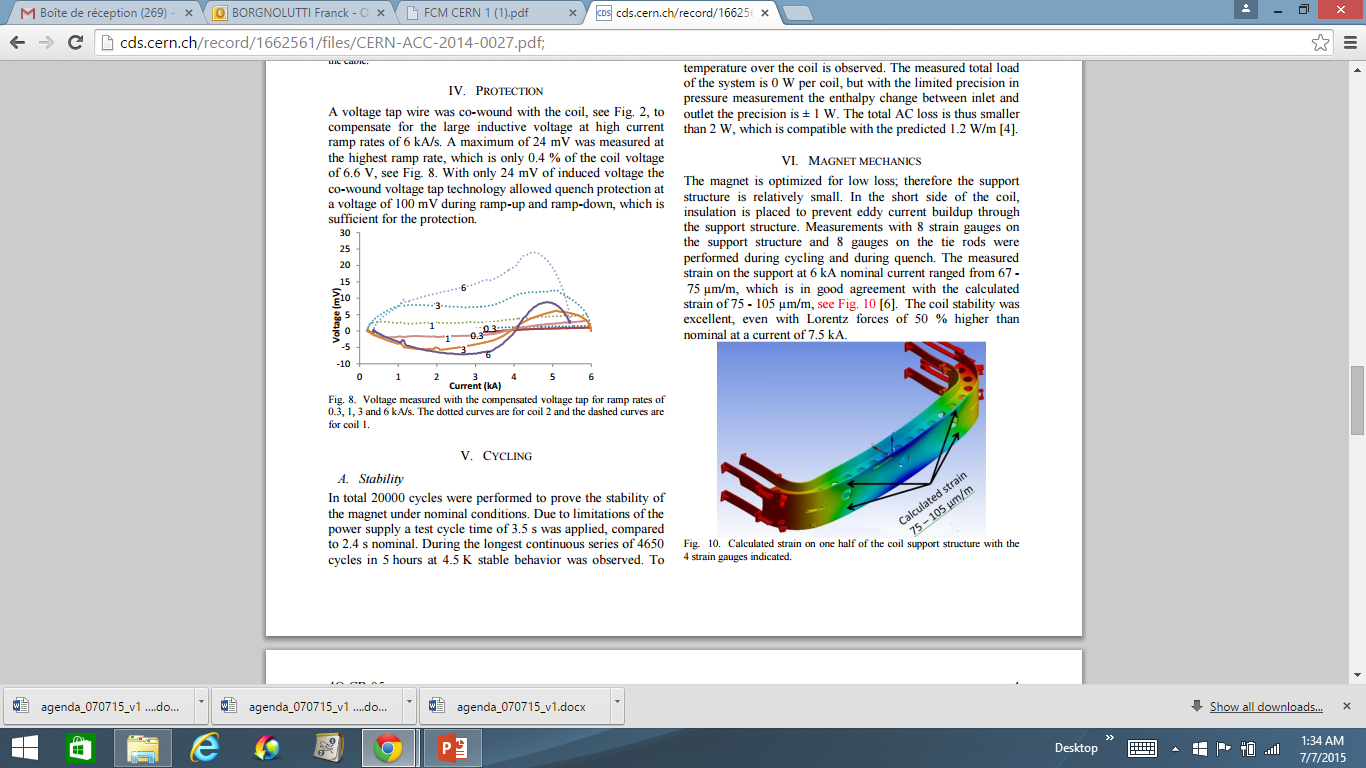 Boîte de réception (269) -
BORGNOLUTTI Franck - O
FCM CERN 1 (1).pdf
CDS
cds.cern.ch/record/16625
cds.cern.ch/record/1662561/files/CERN-ACC-2014-0027.pdf;
the cable.
IV. PROTECTION
A voltage tap wire was co-wound with the coil, see Fig. 2, to
compensate for the large inductive voltage at high current
ramp rates of 6 kA/s. A maximum of 24 mV was measured at
the highest ramp rate, which is only 0.4 % of the coil voltage
of 6.6 V, see Fig. 8. With only 24 mV of induced voltage the
co-wound voltage tap technology allowed quench protection at
a voltage of 100 mV during ramp-up and ramp-down, which is
sufficient for the protection.
30
25
20
15
10
5
0
-5
-10
Voltage (mV)
6
3
1
0.3
0.3
1
3
6
0 1 2 3 4 5 6
Current (kA)
Fig. 8. Voltage measured with the compensated voltage tap for ramp rates of
0.3, 1, 3 and 6 kA/s. The dotted curves are for coil 2 and the dashed curves are
for coil 1.
V. CYCLING
A. Stability
In total 20000 cycles were performed to prove the stability of
the magnet under nominal conditions. Due to limitations of the
power supply a test cycle time of 3.5 s was applied, compared
to 2.4 s nominal. During the longest continuous series of 4650
cycles in 5 hours at 4.5 K stable behavior was observed. To
temperature over the coil is observed. The measured total load
of the system is 0 W per coil, but with the limited precision in
pressure measurement the enthalpy change between inlet and
outlet the precision is ± 1 W. The total AC loss is thus smaller
than 2 W, which is compatible with the predicted 1.2 W/m [4].
VI. MAGNET MECHANICS
The magnet is optimized for low loss; therefore the support
structure is relatively small. In the short side of the coil,
insulation is placed to prevent eddy current buildup through
the support structure. Measurements with 8 strain gauges on
the support structure and 8 gauges on the tie rods were
performed during cycling and during quench. The measured
strain on the support at 6 kA nominal current ranged from 67 -
75 µm/m, which is in good agreement with the calculated
strain of 75 - 105 µm/m, see Fig. 10 [6]. The coil stability was
excellent, even with Lorentz forces of 50 % higher than
nominal at a current of 7.5 kA.
Calculated strain
75 – 105 µm/m
Fig. 10. Calculated strain on one half of the coil support structure with the
4 strain gauges indicated.
agenda_070715_v1 ....do...
agenda_070715_v1 ....do...
agenda_070715_v1.docx
Show all downloads...
Desktop
1:34 AM
7/7/2015